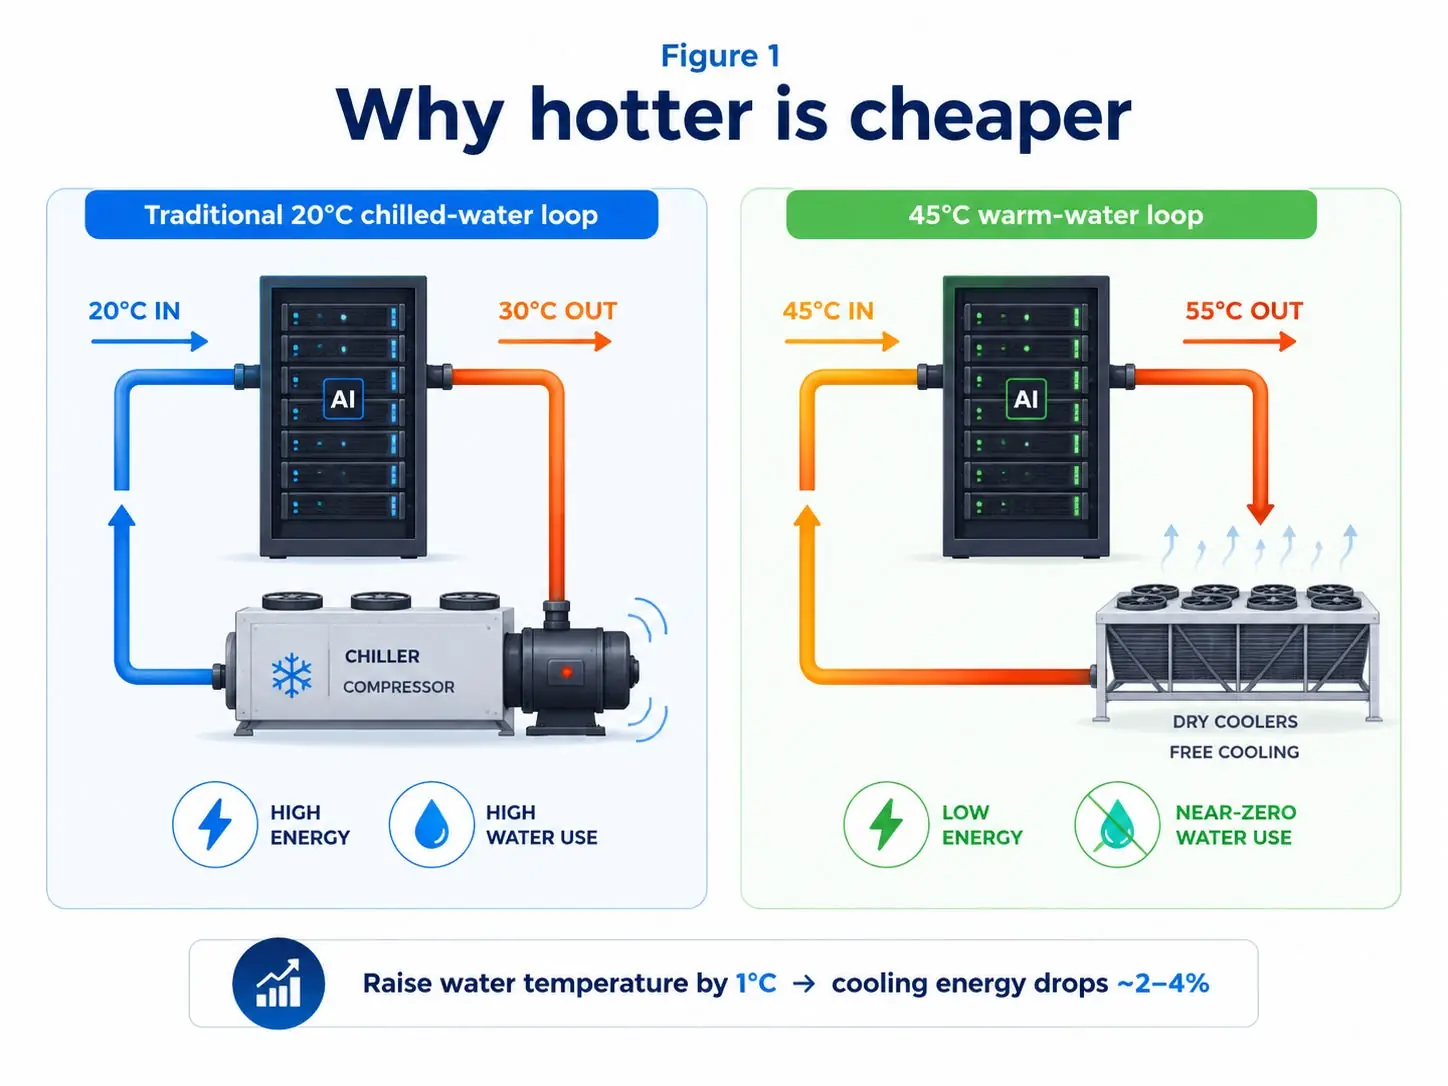 Figure 1
Why hotter is cheaper
Traditional 20°C chilled-water loop
20°C IN
30°C OUT
AI
CHILLER
COMPRESSOR
HIGH
ENERGY
HIGH
WATER USE
45°C warm-water loop
45°C IN
55°C OUT
AI
DRY COOLERS
FREE COOLING
LOW
ENERGY
NEAR-ZERO
WATER USE
Raise water temperature by 1°C → cooling energy drops ~2–4%